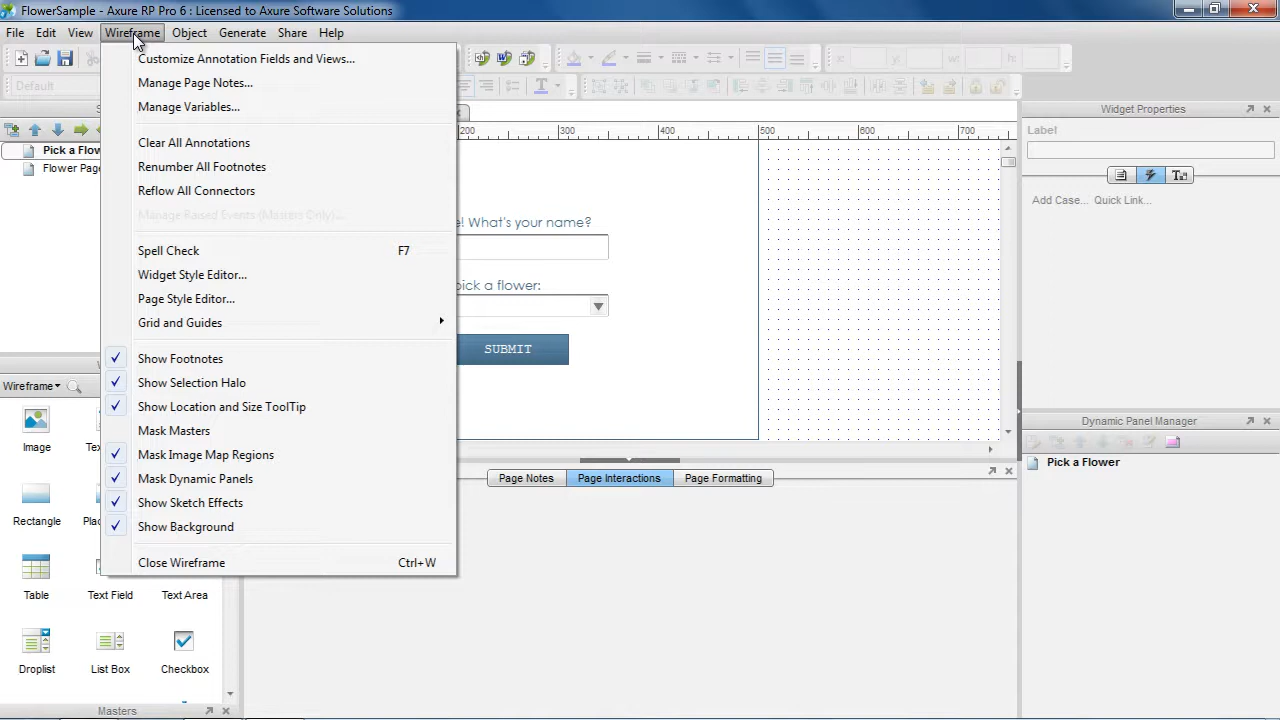 FlowerSample - Axure RP Pro 6 : Licensed to Axure Software Solutions
File Edit View Wireframe Object Generate Share Help
Default
x: y: w: h:
Customize Annotation Fields and Views...
Manage Page Notes...
Manage Variables...
Clear All Annotations
Renumber All Footnotes
Reflow All Connectors
Manage Raised Events (Masters Only)...
Spell Check F7
Widget Style Editor...
Page Style Editor...
Grid and Guides
Show Footnotes
Show Selection Halo
Show Location and Size ToolTip
Mask Masters
Mask Image Map Regions
Mask Dynamic Panels
Show Sketch Effects
Show Background
Close Wireframe Ctrl+W
Pick a Flow
Flower Page
200 300 400 500 600 700
e! What's your name?
pick a flower:
SUBMIT
Widget Properties
Label
Add Case... Quick Link...
Dynamic Panel Manager
Pick a Flower
Page Notes Page Interactions Page Formatting
Wireframe
Image
Rectangle
Table Text Field Text Area
Droplist List Box Checkbox
Masters